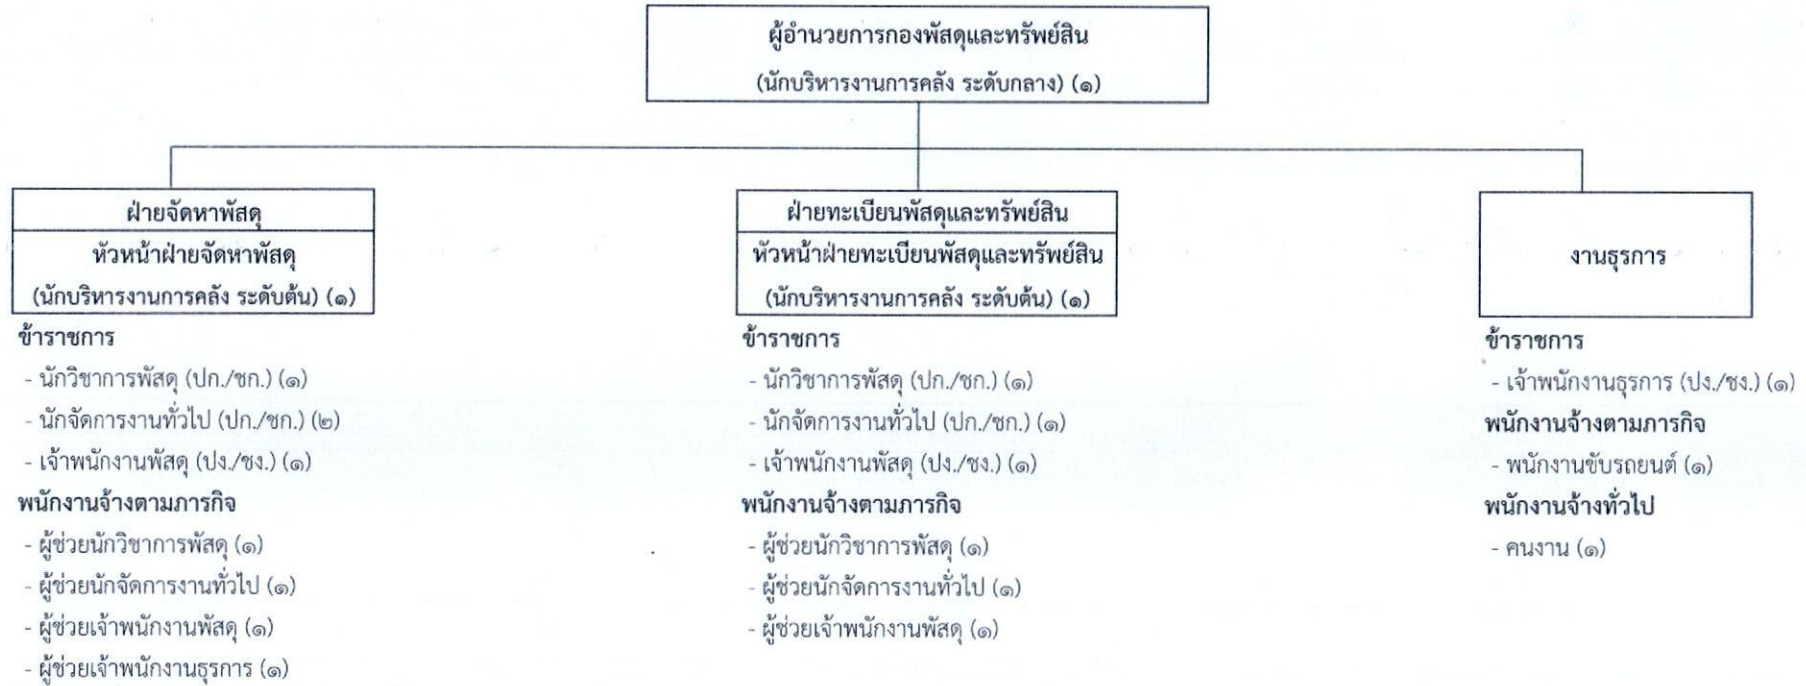 ผู้อำนวยการกองพัสดุและทรัพย์สิน
(นักบริหารงานการคลัง ระดับกลาง) (๑)
ฝ่ายจัดหาพัสดุ
หัวหน้าฝ่ายจัดหาพัสดุ
(นักบริหารงานการคลัง ระดับต้น) (๑)
ข้าราชการ
- นักวิชาการพัสดุ (ปก./ชก.) (๑)
- นักจัดการงานทั่วไป (ปก./ชก.) (๒)
- เจ้าพนักงานพัสดุ (ปง./ชง.) (๑)
พนักงานจ้างตามภารกิจ
- ผู้ช่วยนักวิชาการพัสดุ (๑)
- ผู้ช่วยนักจัดการงานทั่วไป (๑)
- ผู้ช่วยเจ้าพนักงานพัสดุ (๑)
- ผู้ช่วยเจ้าพนักงานธุรการ (๑)
ฝ่ายทะเบียนพัสดุและทรัพย์สิน
หัวหน้าฝ่ายทะเบียนพัสดุและทรัพย์สิน
(นักบริหารงานการคลัง ระดับต้น) (๑)
ข้าราชการ
- นักวิชาการพัสดุ (ปก./ชก.) (๑)
- นักจัดการงานทั่วไป (ปก./ชก.) (๑)
- เจ้าพนักงานพัสดุ (ปง./ชง.) (๑)
พนักงานจ้างตามภารกิจ
- ผู้ช่วยนักวิชาการพัสดุ (๑)
- ผู้ช่วยนักจัดการงานทั่วไป (๑)
- ผู้ช่วยเจ้าพนักงานพัสดุ (๑)
งานธุรการ
ข้าราชการ
- เจ้าพนักงานธุรการ (ปง./ชง.) (๑)
พนักงานจ้างตามภารกิจ
- พนักงานขับรถยนต์ (๑)
พนักงานจ้างทั่วไป
- คนงาน (๑)